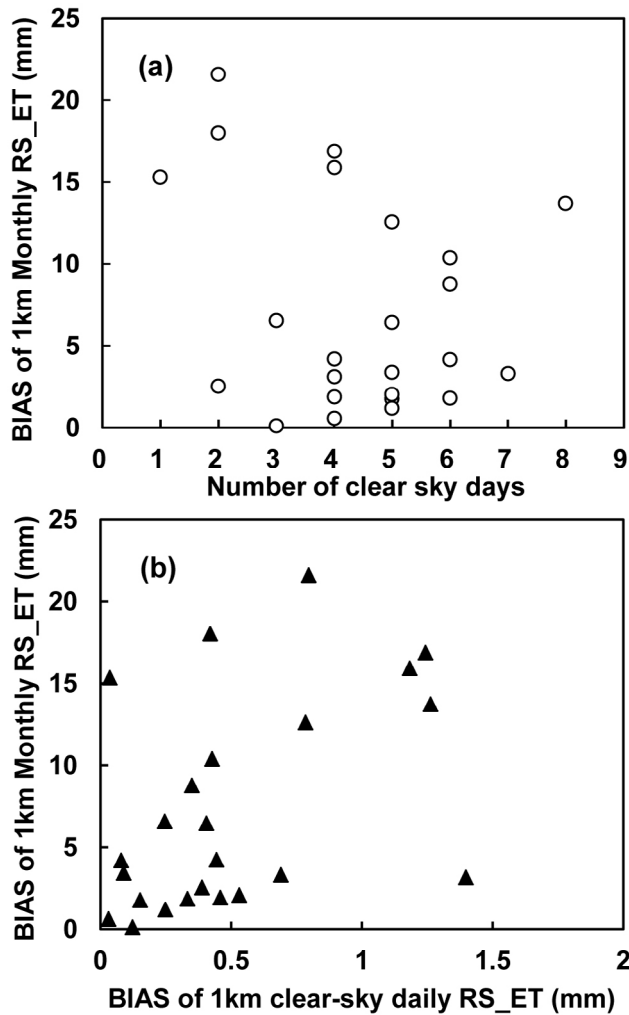 BIAS of 1km Monthly RS_ET (mm)
25
20
15
10
5
0
(a)
0 1 2 3 4 5 6 7 8 9
Number of clear sky days
BIAS of 1km Monthly RS_ET (mm)
25
20
15
10
5
0
(b)
0 0.5 1 1.5 2
BIAS of 1km clear-sky daily RS_ET (mm)